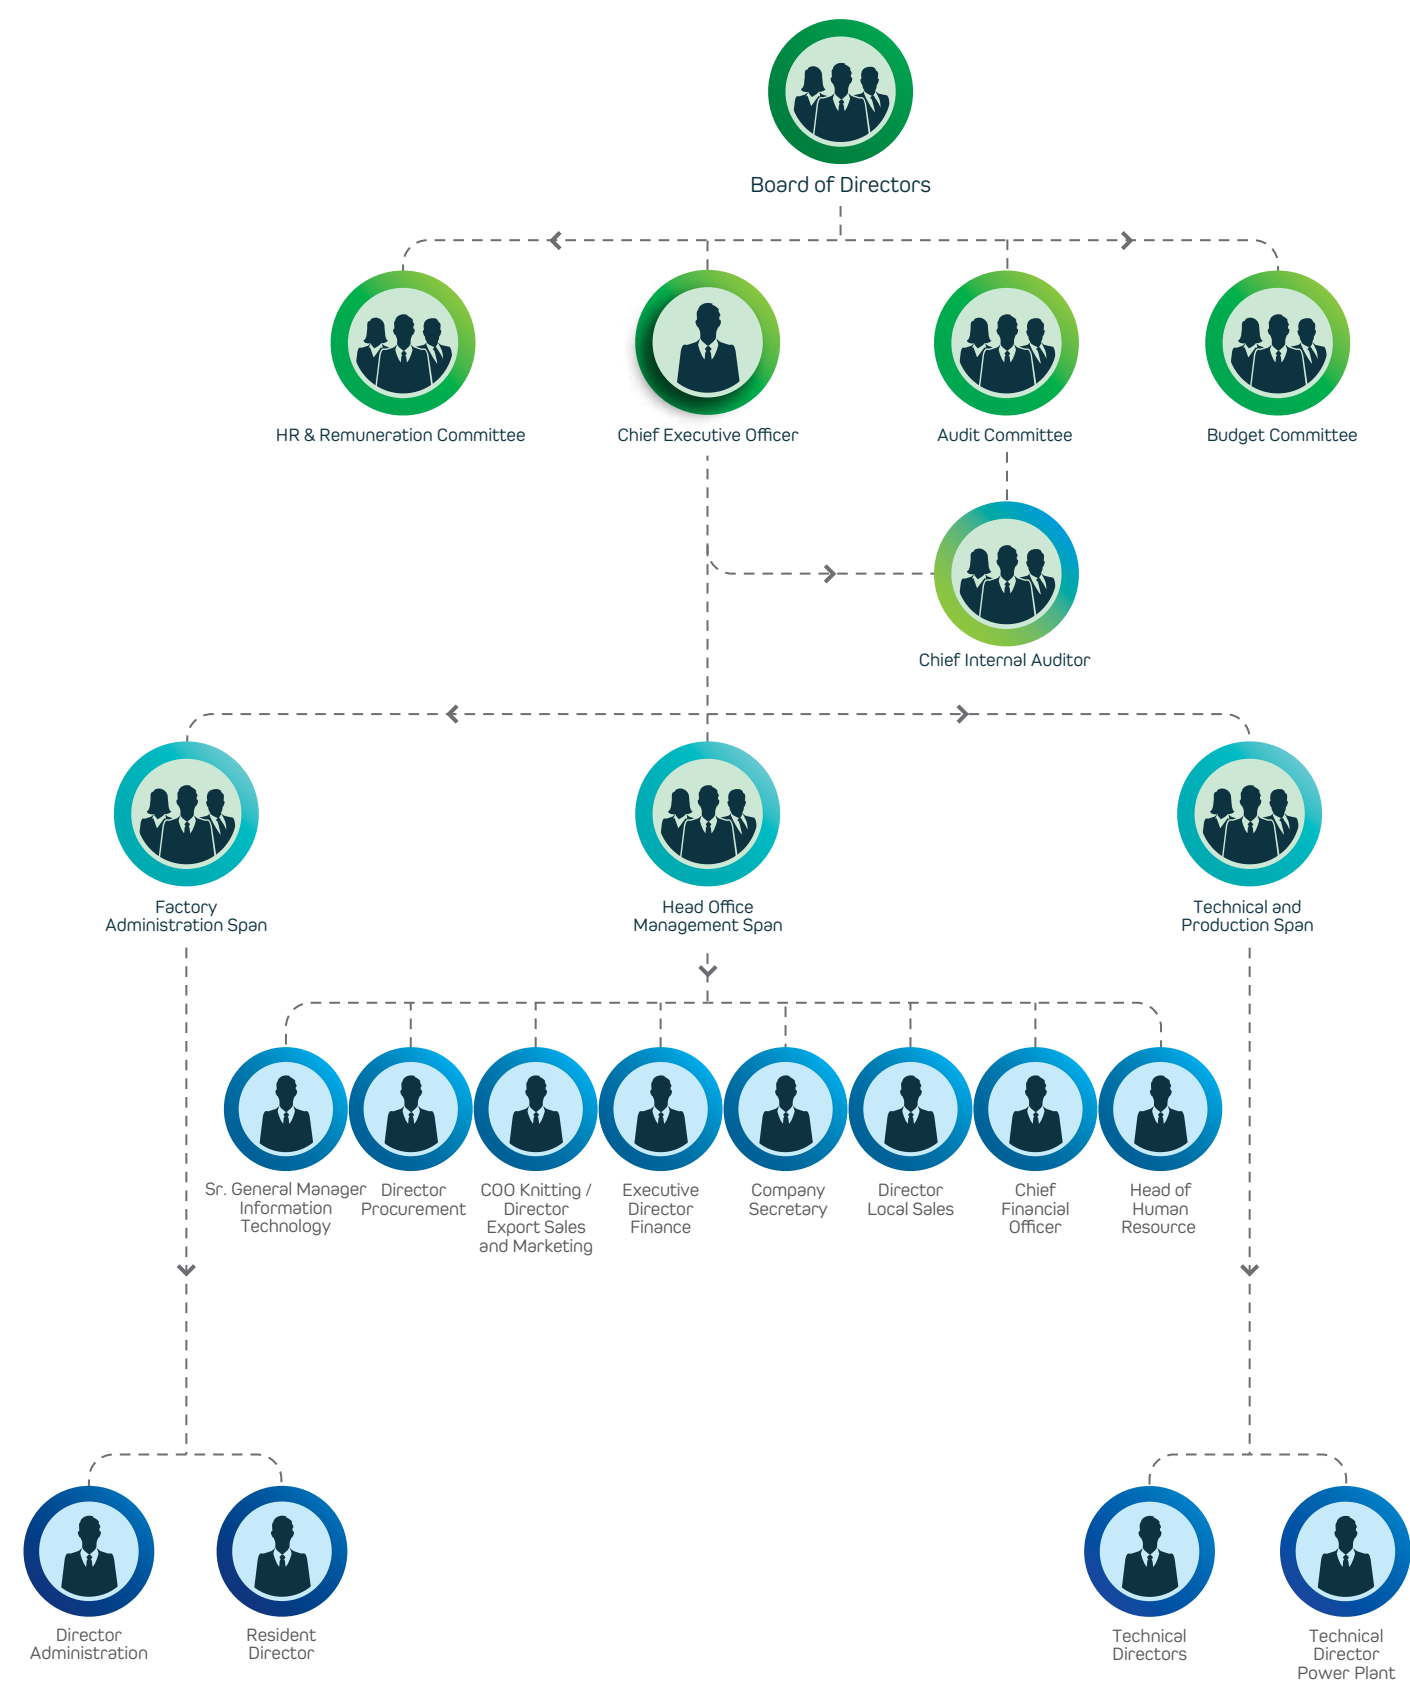 Board of Directors
HR & Remuneration Committee
Chief Executive Officer
Audit Committee
Budget Committee
Chief Internal Auditor
Factory
Administration Span
Head Office
Management Span
Technical and
Production Span
Sr. General Manager
Information
Technology
Director
Procurement
COO Knitting /
Director
Export Sales
and Marketing
Executive
Director
Finance
Company
Secretary
Director
Local Sales
Chief
Financial
Officer
Head of
Human
Resource
Director
Administration
Resident
Director
Technical
Directors
Technical
Director
Power Plant